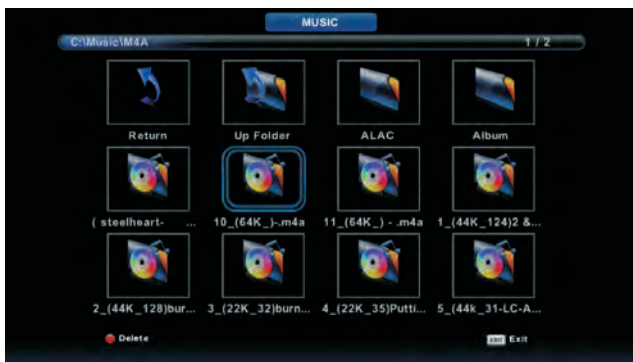 MUSIC
C:\Music\M4A 1 / 2
Return Up Folder ALAC Album
( steelheart- ... 10_(64K_)-.m4a 11_(64K_) - .m4a 1_(44K_124)2 &...
2_(44K_128)bur... 3_(22K_32)burn... 4_(22K_35)Putti... 5_(44k_31-LC-A...
Delete Exit